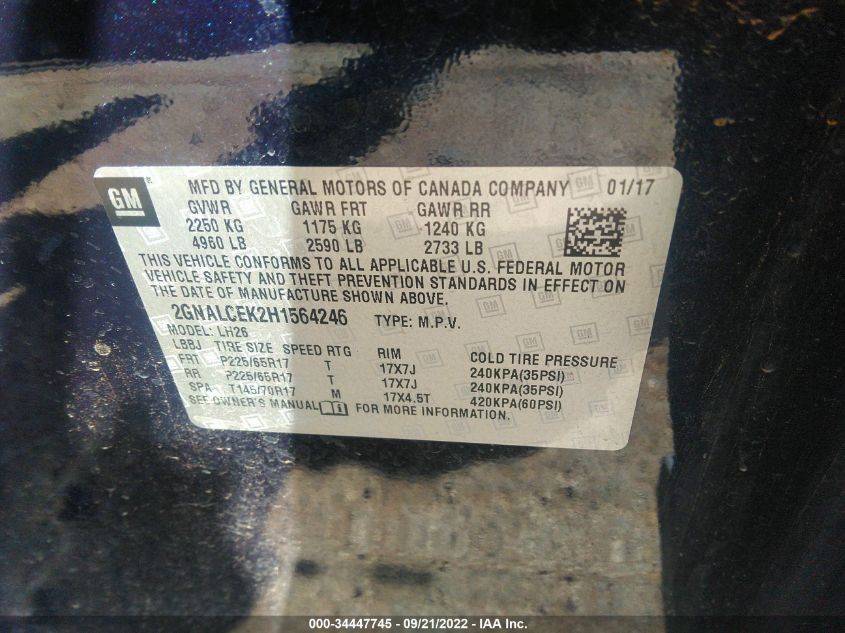 GM
MFD BY GENERAL MOTORS OF CANADA COMPANY 01/17
GVWR GAWR FRT GAWR RR
2250 KG 1175 KG 1240 KG
4960 LB 2590 LB 2733 LB
THIS VEHICLE CONFORMS TO ALL APPLICABLE U.S. FEDERAL MOTOR
VEHICLE SAFETY AND THEFT PREVENTION STANDARDS IN EFFECT ON
THE DATE OF MANUFACTURE SHOWN ABOVE.
2GNALCEK2H1564246 TYPE: M.P.V.
MODEL: LH26
LBBJ TIRE SIZE SPEED RTG RIM COLD TIRE PRESSURE
FRT P225/65R17 T 17X7J 240KPA(35PSI)
RR P225/65R17 T 17X7J 240KPA(35PSI)
SPA T145/70R17 M 17X4.5T 420KPA(60PSI)
SEE OWNER'S MANUAL FOR MORE INFORMATION.
000-34447745 - 09/21/2022 - IAA Inc.